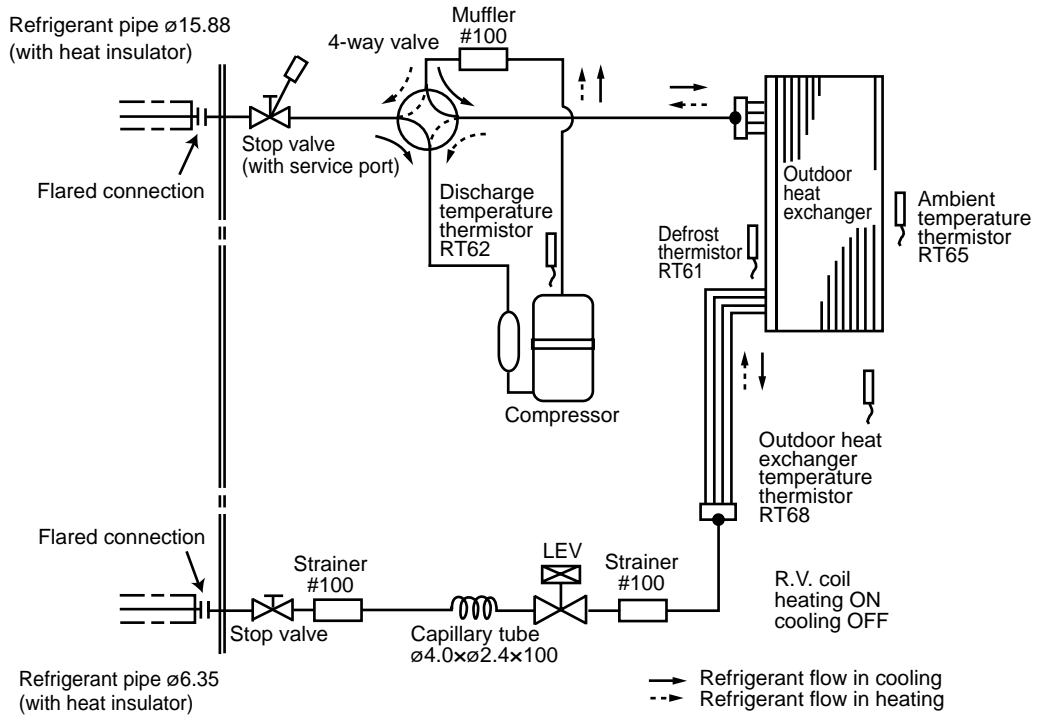 Refrigerant pipe ø15.88
(with heat insulator)
Muffler
#100
4-way valve
Stop valve
(with service port)
Flared connection
Discharge
temperature
thermistor
RT62
Compressor
Outdoor
heat
exchanger
Ambient
temperature
thermistor
RT65
Defrost
thermistor
RT61
Outdoor heat
exchanger
temperature
thermistor
RT68
Flared connection
Strainer
#100
LEV
Strainer
#100
R.V. coil
heating ON
cooling OFF
Stop valve
Capillary tube
ø4.0×ø2.4×100
Refrigerant pipe ø6.35
(with heat insulator)
Refrigerant flow in cooling
Refrigerant flow in heating